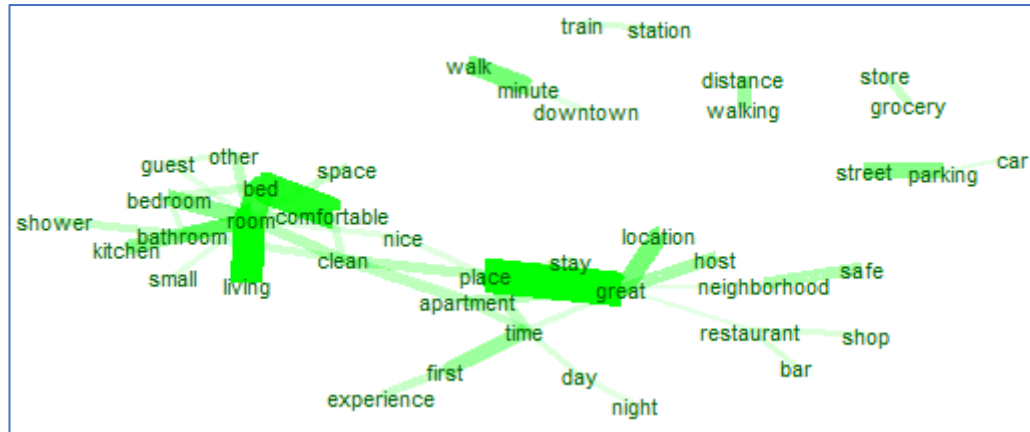 train station
walk
minute
downtown
distance
walking
store
grocery
street parking car
guest other
bed
space
bedroom
shower
room comfortable
bathroom
kitchen
nice
small
clean
living
location
stay
host
place
great
neighborhood safe
apartment
time
restaurant shop
first
day
bar
experience
night